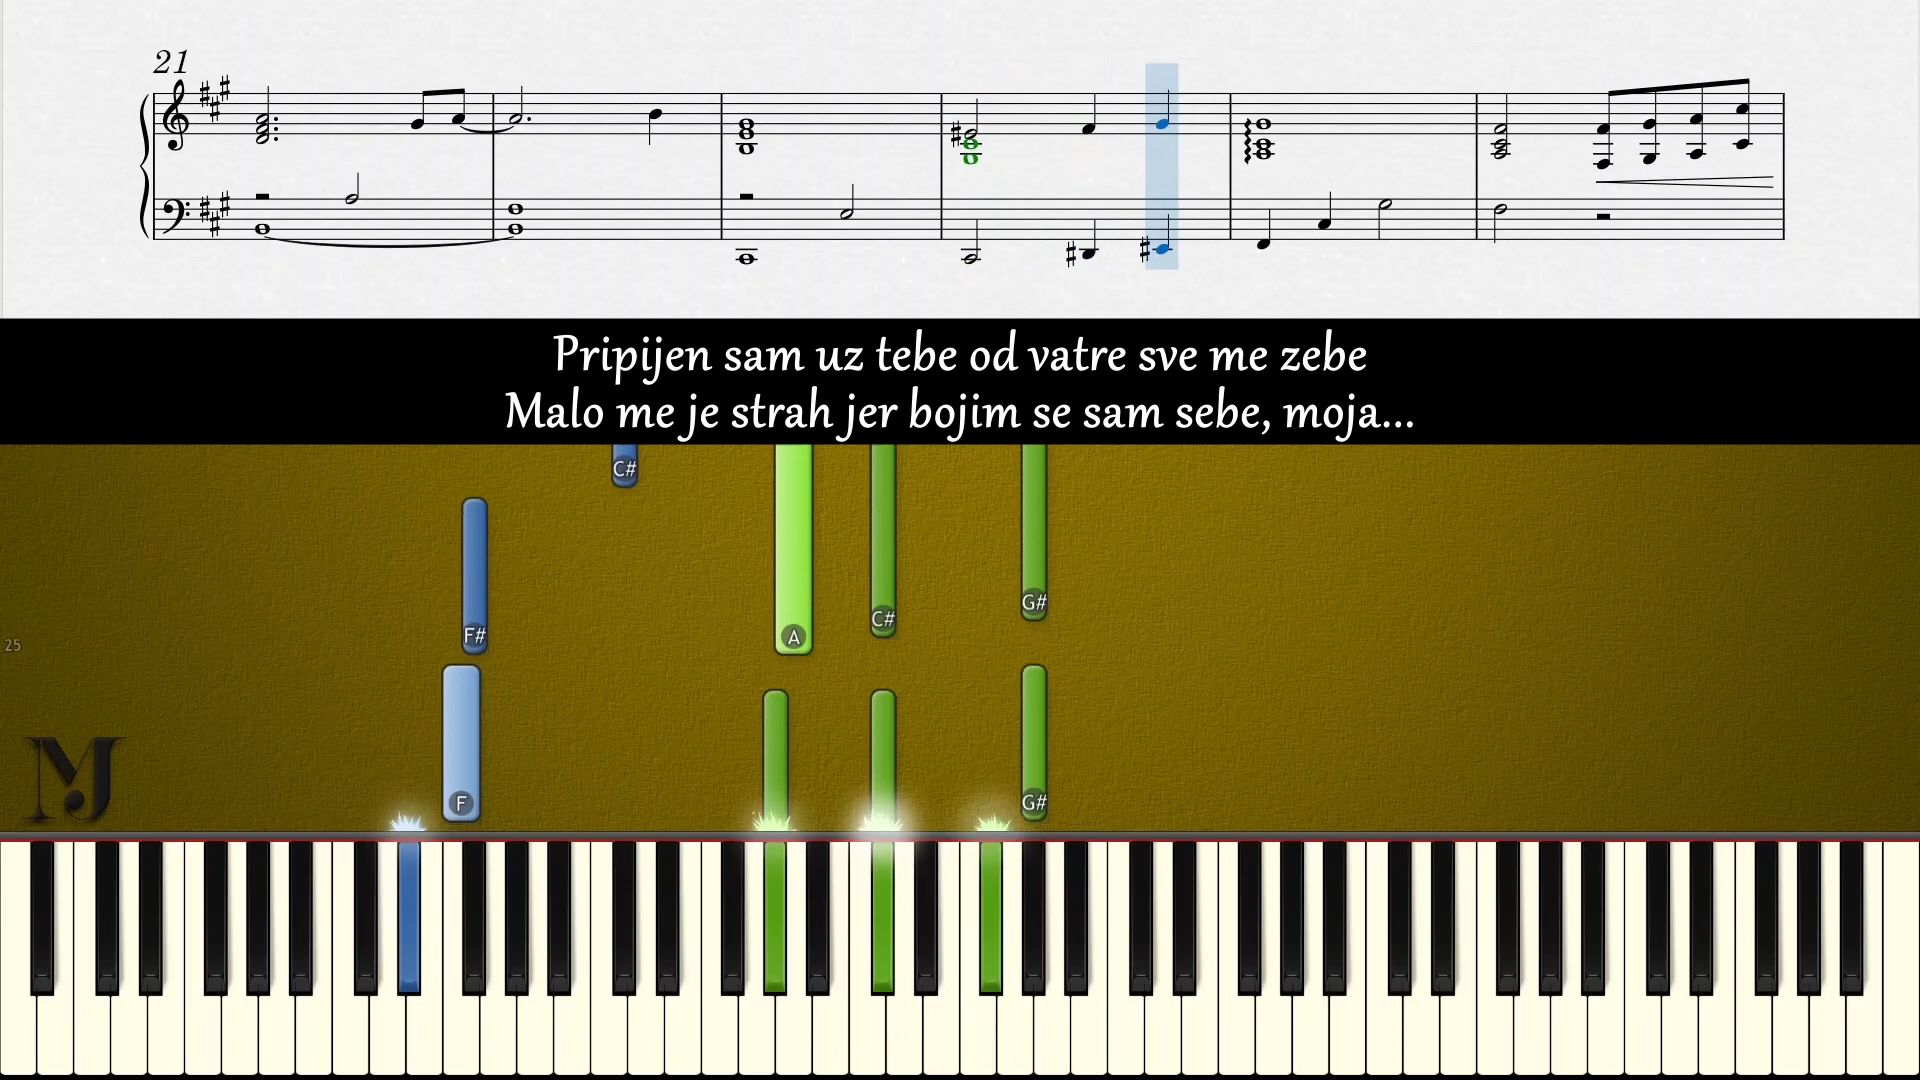 21
Pripijen sam uz tebe od vatre sve me zebe
Malo me je strah jer bojim se sam sebe, moja...
C#
F#
A
C#
G#
25
F
G#
MJ